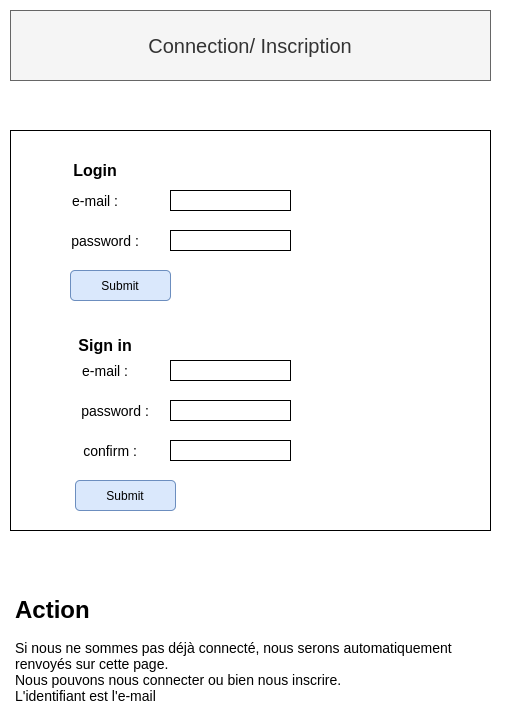 Connection/ Inscription
Login
e-mail :
password :
Submit
Sign in
e-mail :
password :
confirm :
Submit
Action
Si nous ne sommes pas déjà connecté, nous serons automatiquement
renvoyés sur cette page.
Nous pouvons nous connecter ou bien nous inscrire.
L'identifiant est l'e-mail